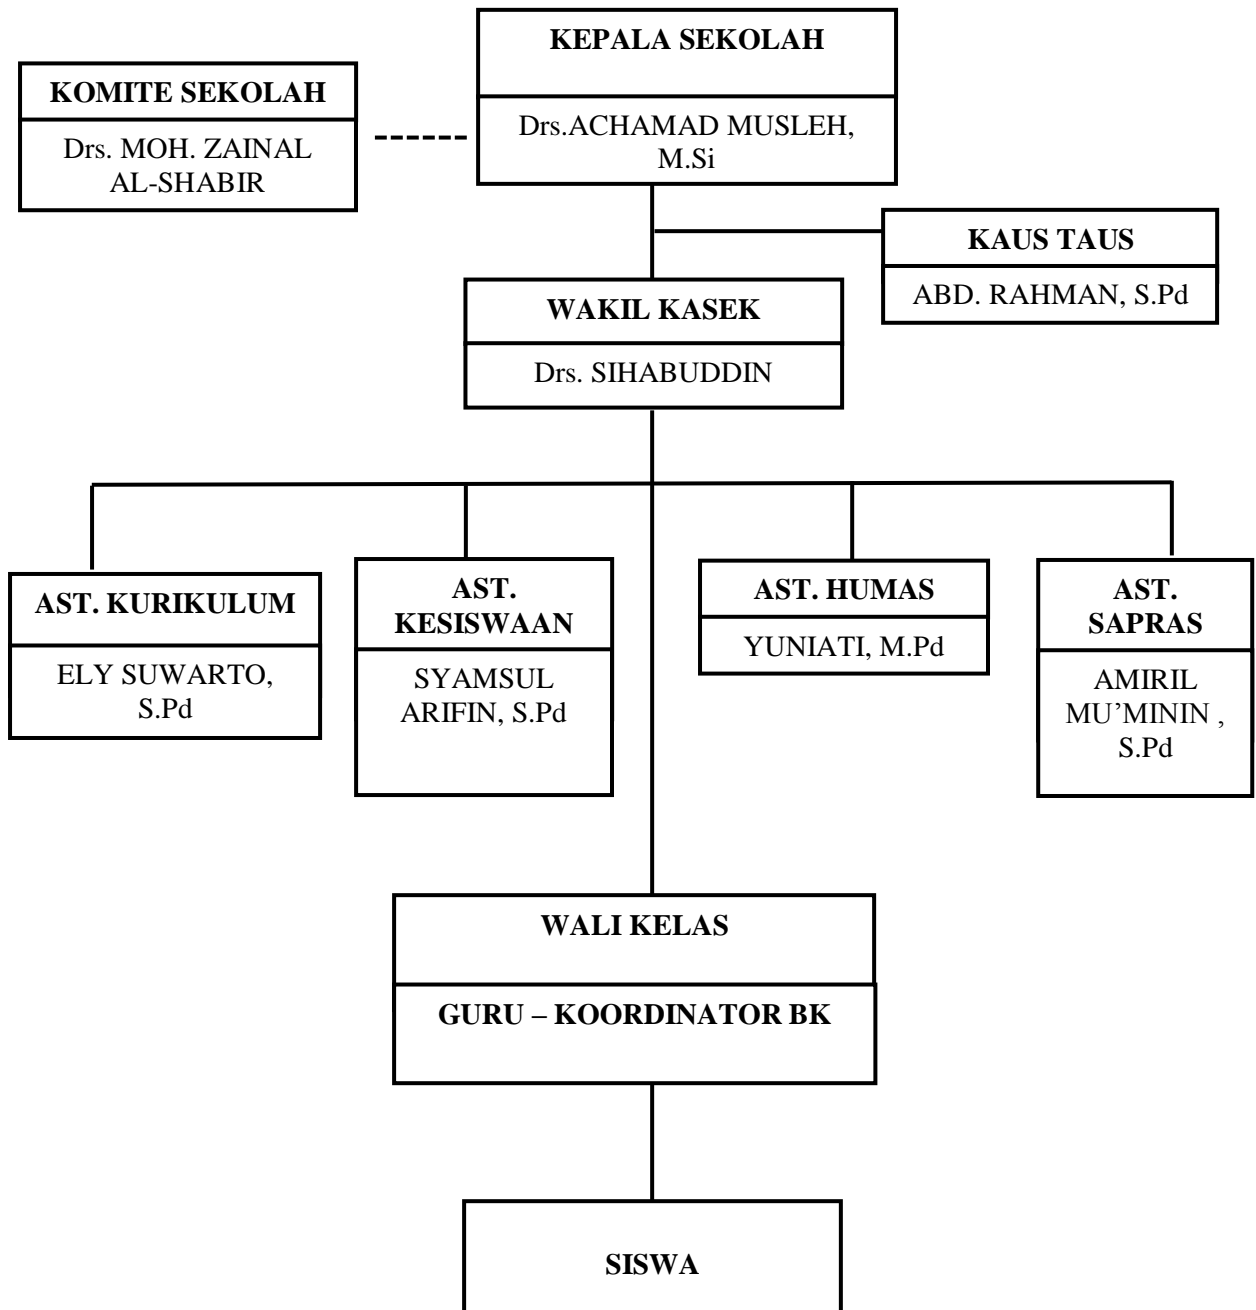 KEPALA SEKOLAH
Drs.ACHAMAD MUSLEH,
M.Si
KOMITE SEKOLAH
Drs. MOH. ZAINAL
AL-SHABIR
KAUS TAUS
ABD. RAHMAN, S.Pd
WAKIL KASEK
Drs. SIHABUDDIN
AST. KURIKULUM
ELY SUWARTO,
S.Pd
AST.
KESISWAAN
SYAMSUL
ARIFIN, S.Pd
AST. HUMAS
YUNIATI, M.Pd
AST.
SAPRAS
AMIRIL
MU’MININ ,
S.Pd
WALI KELAS
GURU – KOORDINATOR BK
SISWA